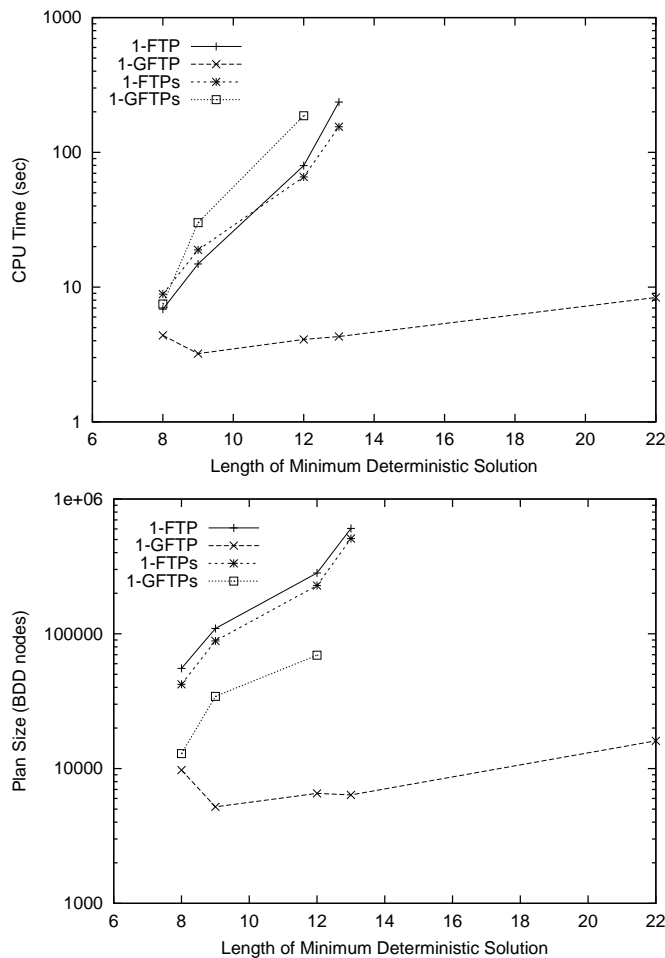 1000
1-FTP
1-GFTP
1-FTPs
1-GFTPs
100
CPU Time (sec)
10
1
6 8 10 12 14 16 18 20 22
Length of Minimum Deterministic Solution
1e+06
1-FTP
1-GFTP
1-FTPs
1-GFTPs
100000
Plan Size (BDD nodes)
10000
1000
6 8 10 12 14 16 18 20 22
Length of Minimum Deterministic Solution